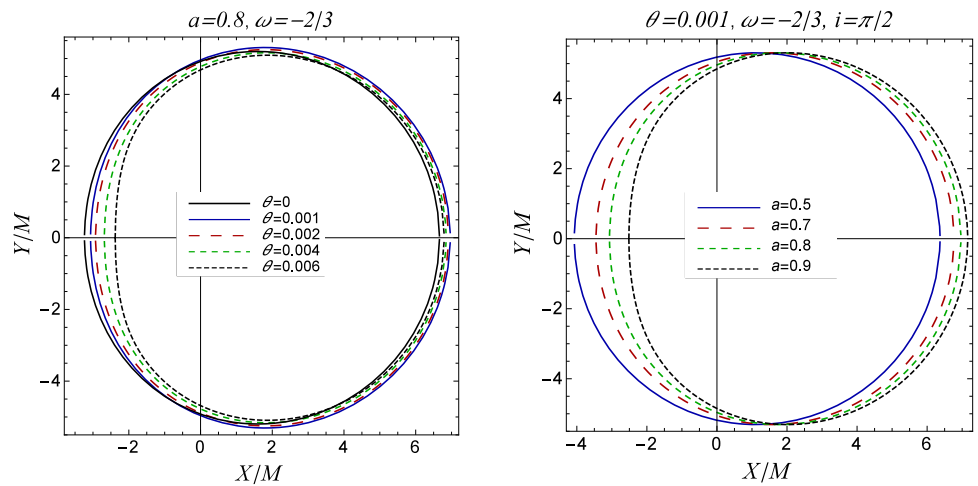 a=0.8, ω=−2/3
Y/M
4
2
0
−2
−4
θ=0
θ=0.001
θ=0.002
θ=0.004
θ=0.006
−2 0 2 4 6
X/M
θ=0.001, ω=−2/3, i=π/2
Y/M
4
2
0
−2
−4
a=0.5
a=0.7
a=0.8
a=0.9
−4 −2 0 2 4 6
X/M